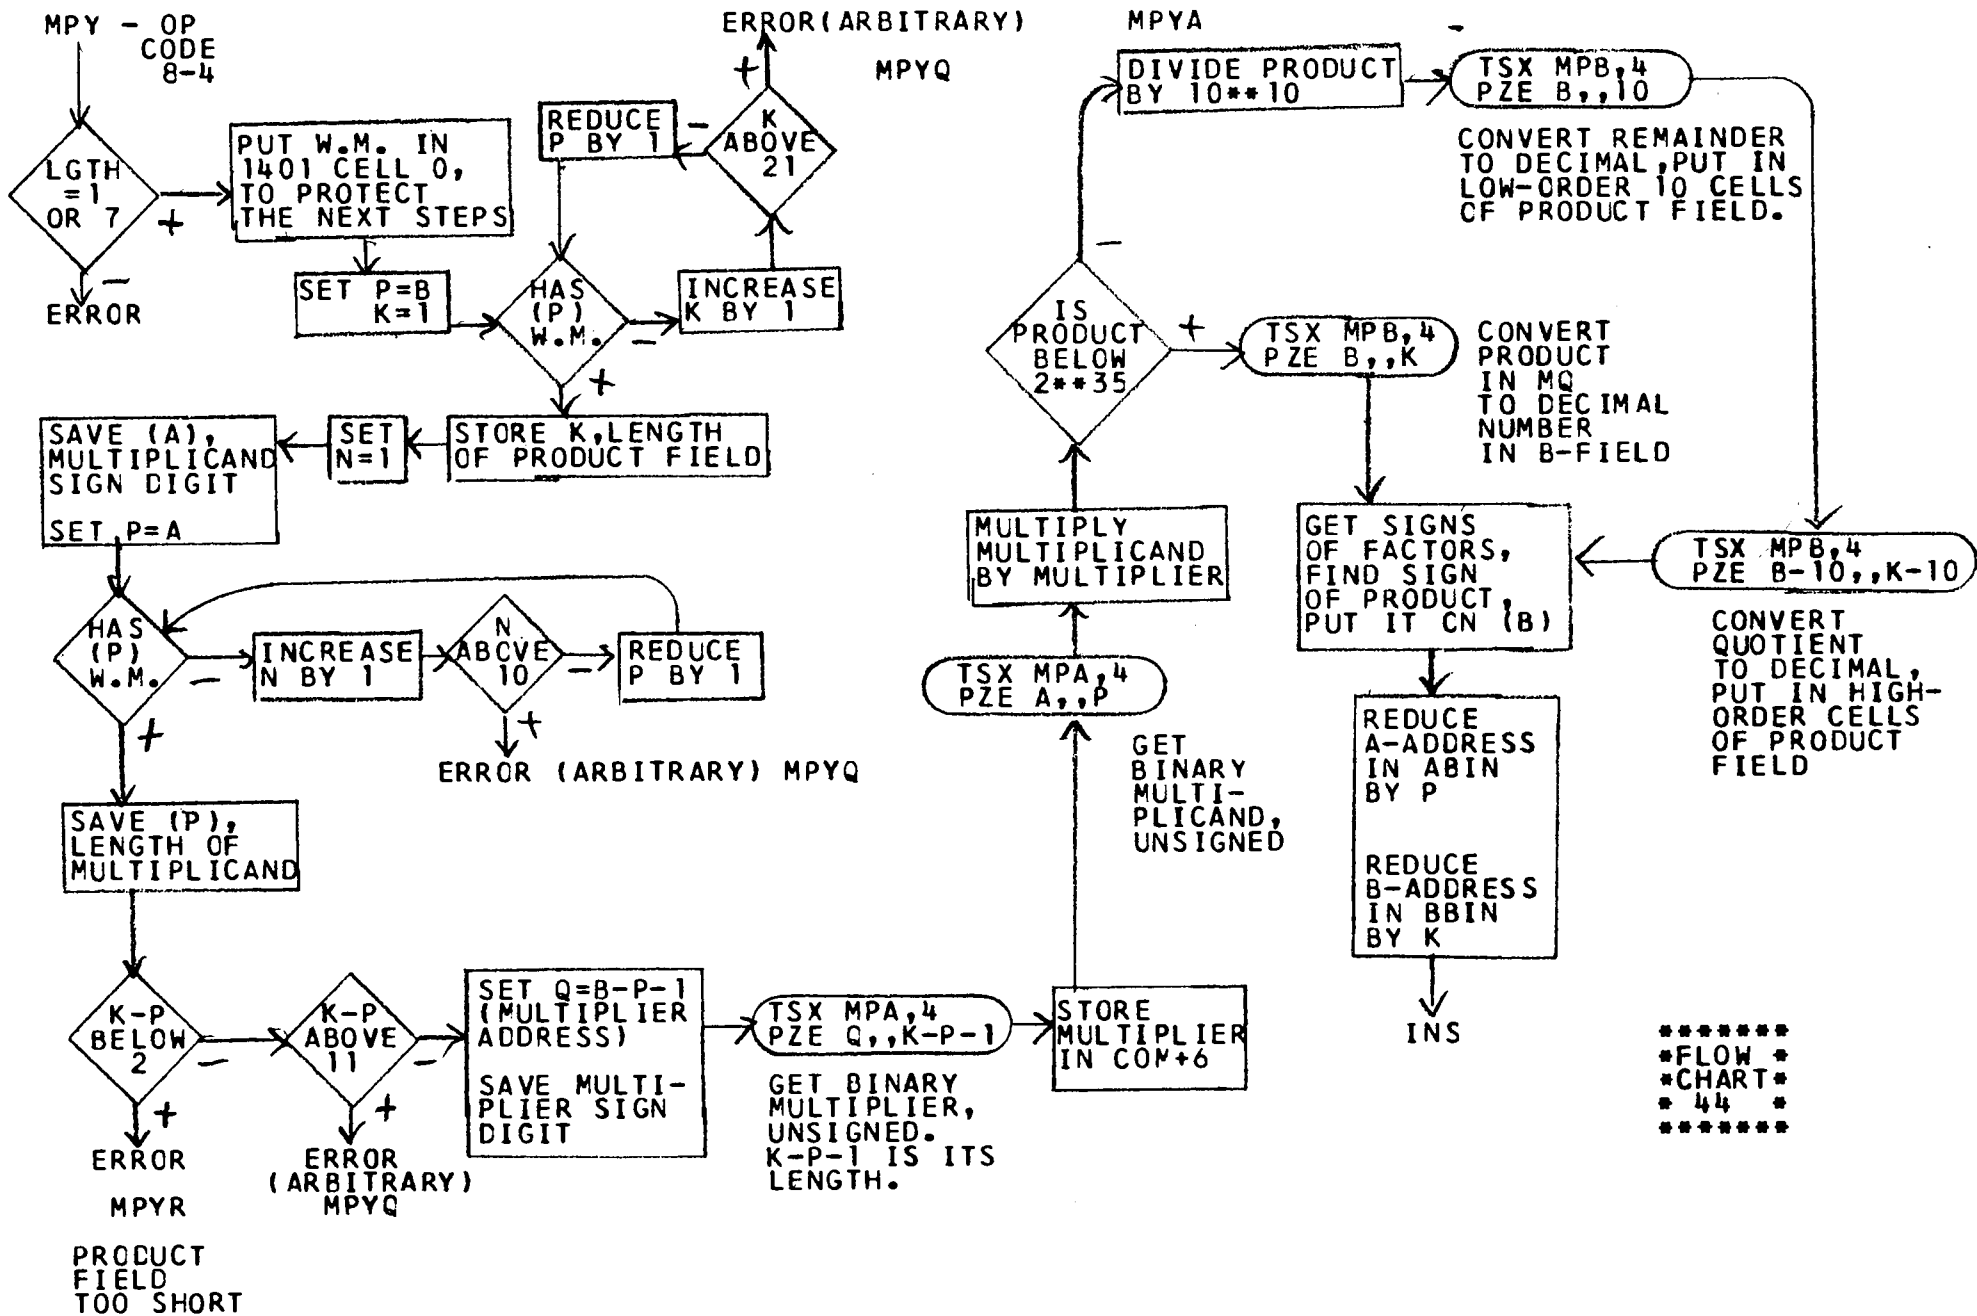 MPY - OP
CODE
8-4
LGTH
=1
OR 7
+
-
ERROR
PUT W.M. IN
1401 CELL 0,
TO PROTECT
THE NEXT STEPS
SET P=B
K=1
HAS
(P)
W.M.
-
+
INCREASE
K BY 1
K
ABOVE
21
-
+
REDUCE
P BY 1
ERROR(ARBITRARY)
MPYQ
STORE K,LENGTH
OF PRODUCT FIELD
SET
N=1
SAVE (A),
MULTIPLICAND
SIGN DIGIT
SET P=A
HAS
(P)
W.M.
-
+
INCREASE
N BY 1
N
ABCVE
10
-
+
REDUCE
P BY 1
ERROR (ARBITRARY) MPYQ
SAVE (P),
LENGTH OF
MULTIPLICAND
K-P
BELOW
2
-
+
ERROR
MPYR
PRODUCT
FIELD
TOO SHORT
K-P
ABOVE
11
-
+
ERROR
(ARBITRARY)
MPYQ
SET Q=B-P-1
(MULTIPLIER
ADDRESS)
SAVE MULTI-
PLIER SIGN
DIGIT
TSX MPA,4
PZE Q,,K-P-1
GET BINARY
MULTIPLIER,
UNSIGNED.
K-P-1 IS ITS
LENGTH.
STORE
MULTIPLIER
IN COM+6
TSX MPA,4
PZE A,,P
GET
BINARY
MULTI-
PLICAND,
UNSIGNED
MULTIPLY
MULTIPLICAND
BY MULTIPLIER
IS
PRODUCT
BELOW
2**35
-
+
MPYA
DIVIDE PRODUCT
BY 10**10
-
TSX MPB,4
PZE B,,10
CONVERT REMAINDER
TO DECIMAL,PUT IN
LOW-ORDER 10 CELLS
CF PRODUCT FIELD.
TSX MPB,4
PZE B,,K
CONVERT
PRODUCT
IN MQ
TO DECIMAL
NUMBER
IN B-FIELD
TSX MPB,4
PZE B-10,,K-10
CONVERT
QUOTIENT
TO DECIMAL,
PUT IN HIGH-
ORDER CELLS
OF PRODUCT
FIELD
GET SIGNS
OF FACTORS,
FIND SIGN
OF PRODUCT,
PUT IT CN (B)
REDUCE
A-ADDRESS
IN ABIN
BY P
REDUCE
B-ADDRESS
IN BBIN
BY K
INS
*******
*FLOW *
*CHART*
* 44 *
*******